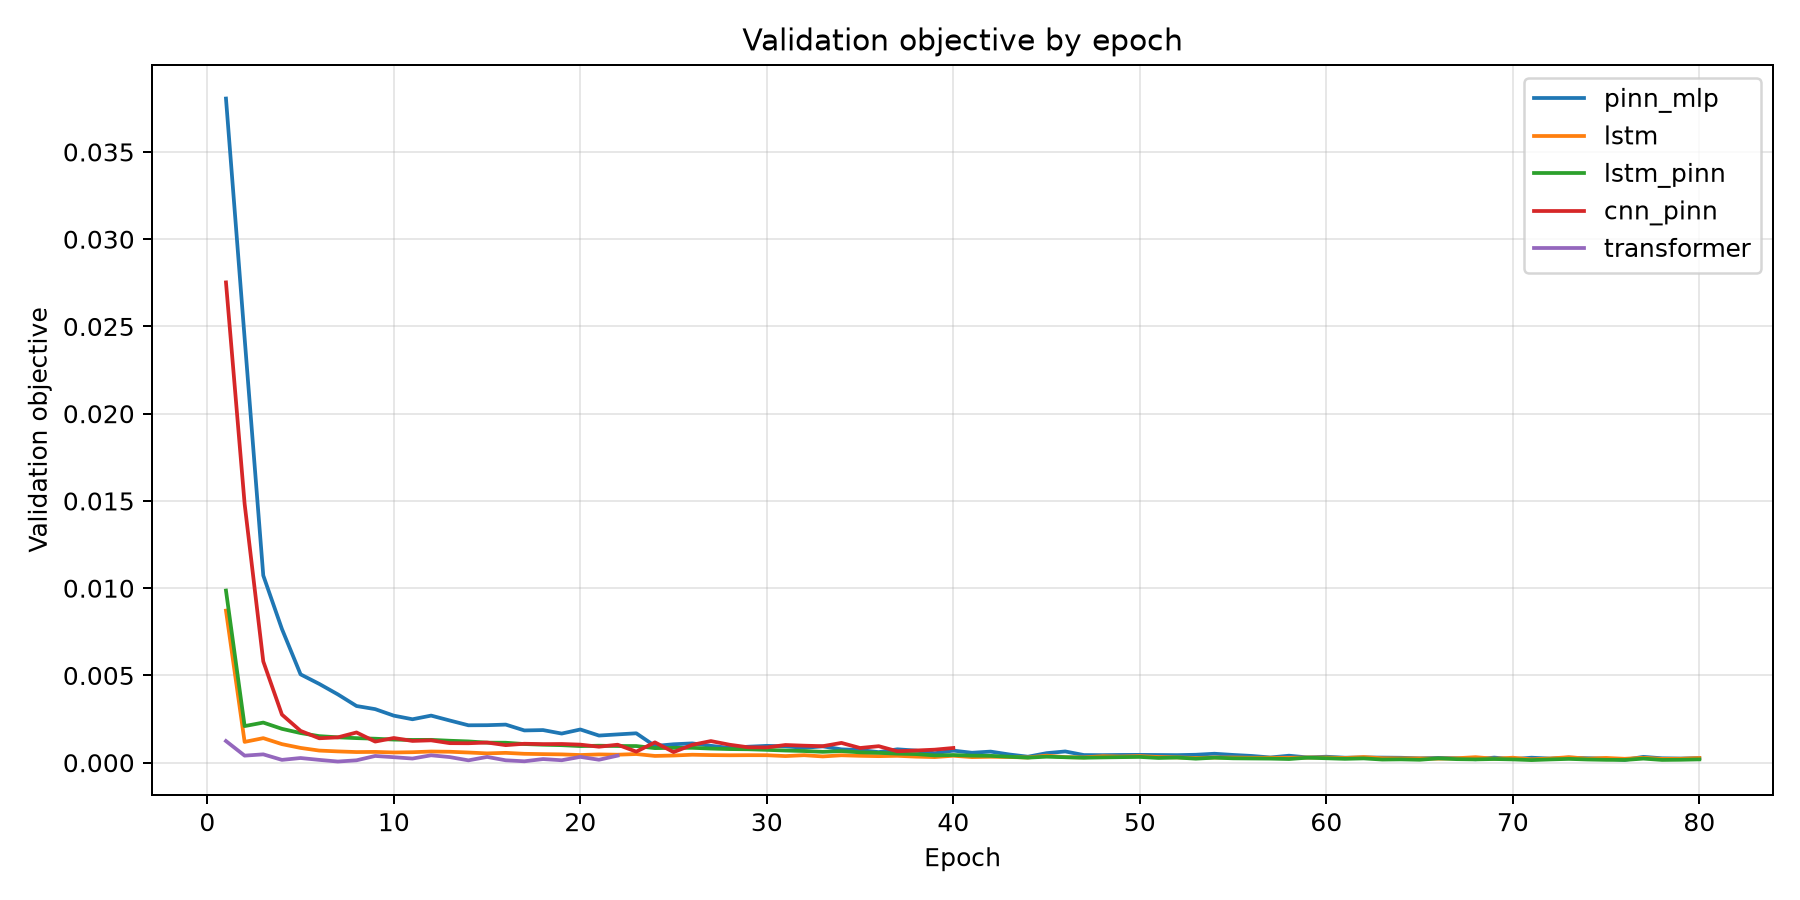 Validation objective by epoch
pinn_mlp
lstm
lstm_pinn
cnn_pinn
transformer
Validation objective
0.035
0.030
0.025
0.020
0.015
0.010
0.005
0.000
0 10 20 30 40 50 60 70 80
Epoch